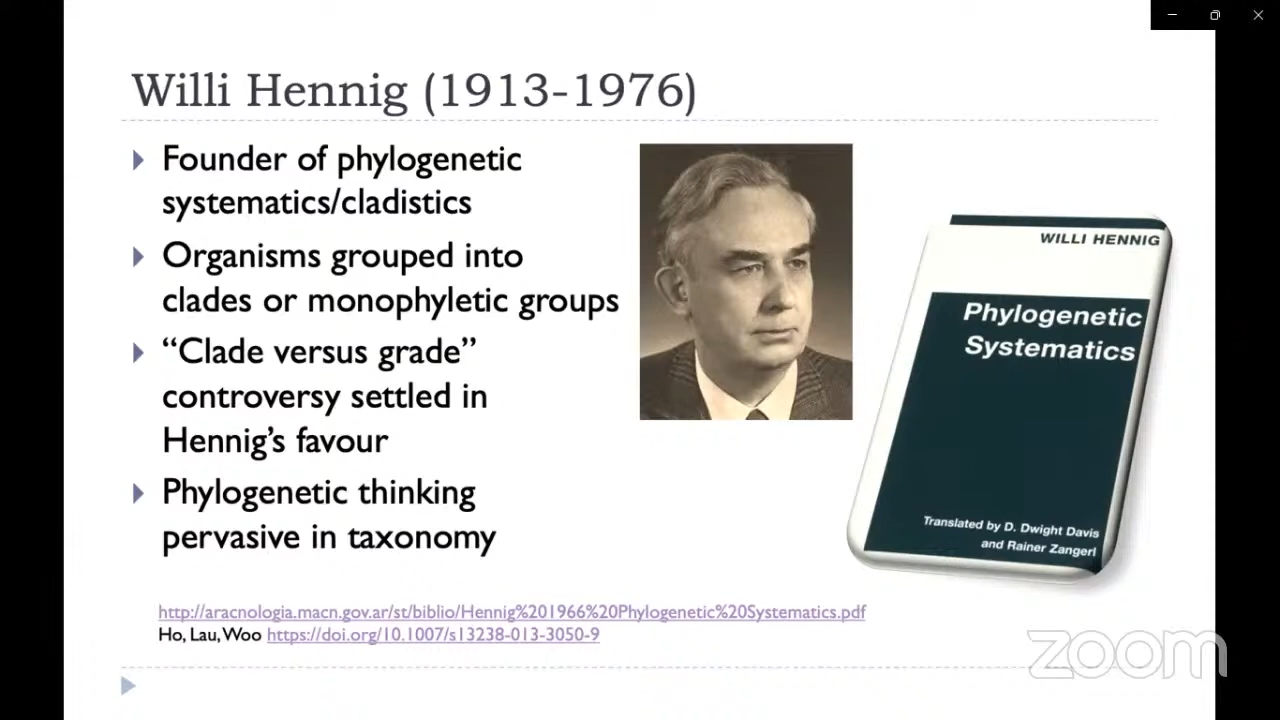 Willi Hennig (1913-1976)
Founder of phylogenetic
systematics/cladistics
Organisms grouped into
clades or monophyletic groups
“Clade versus grade”
controversy settled in
Hennig’s favour
Phylogenetic thinking
pervasive in taxonomy
WILLI HENNIG
Phylogenetic
Systematics
Translated by D. Dwight Davis
and Rainer Zangerl
http://aracnologia.macn.gov.ar/st/biblio/Hennig%201966%20Phylogenetic%20Systematics.pdf
Ho, Lau, Woo https://doi.org/10.1007/s13238-013-3050-9
zoom